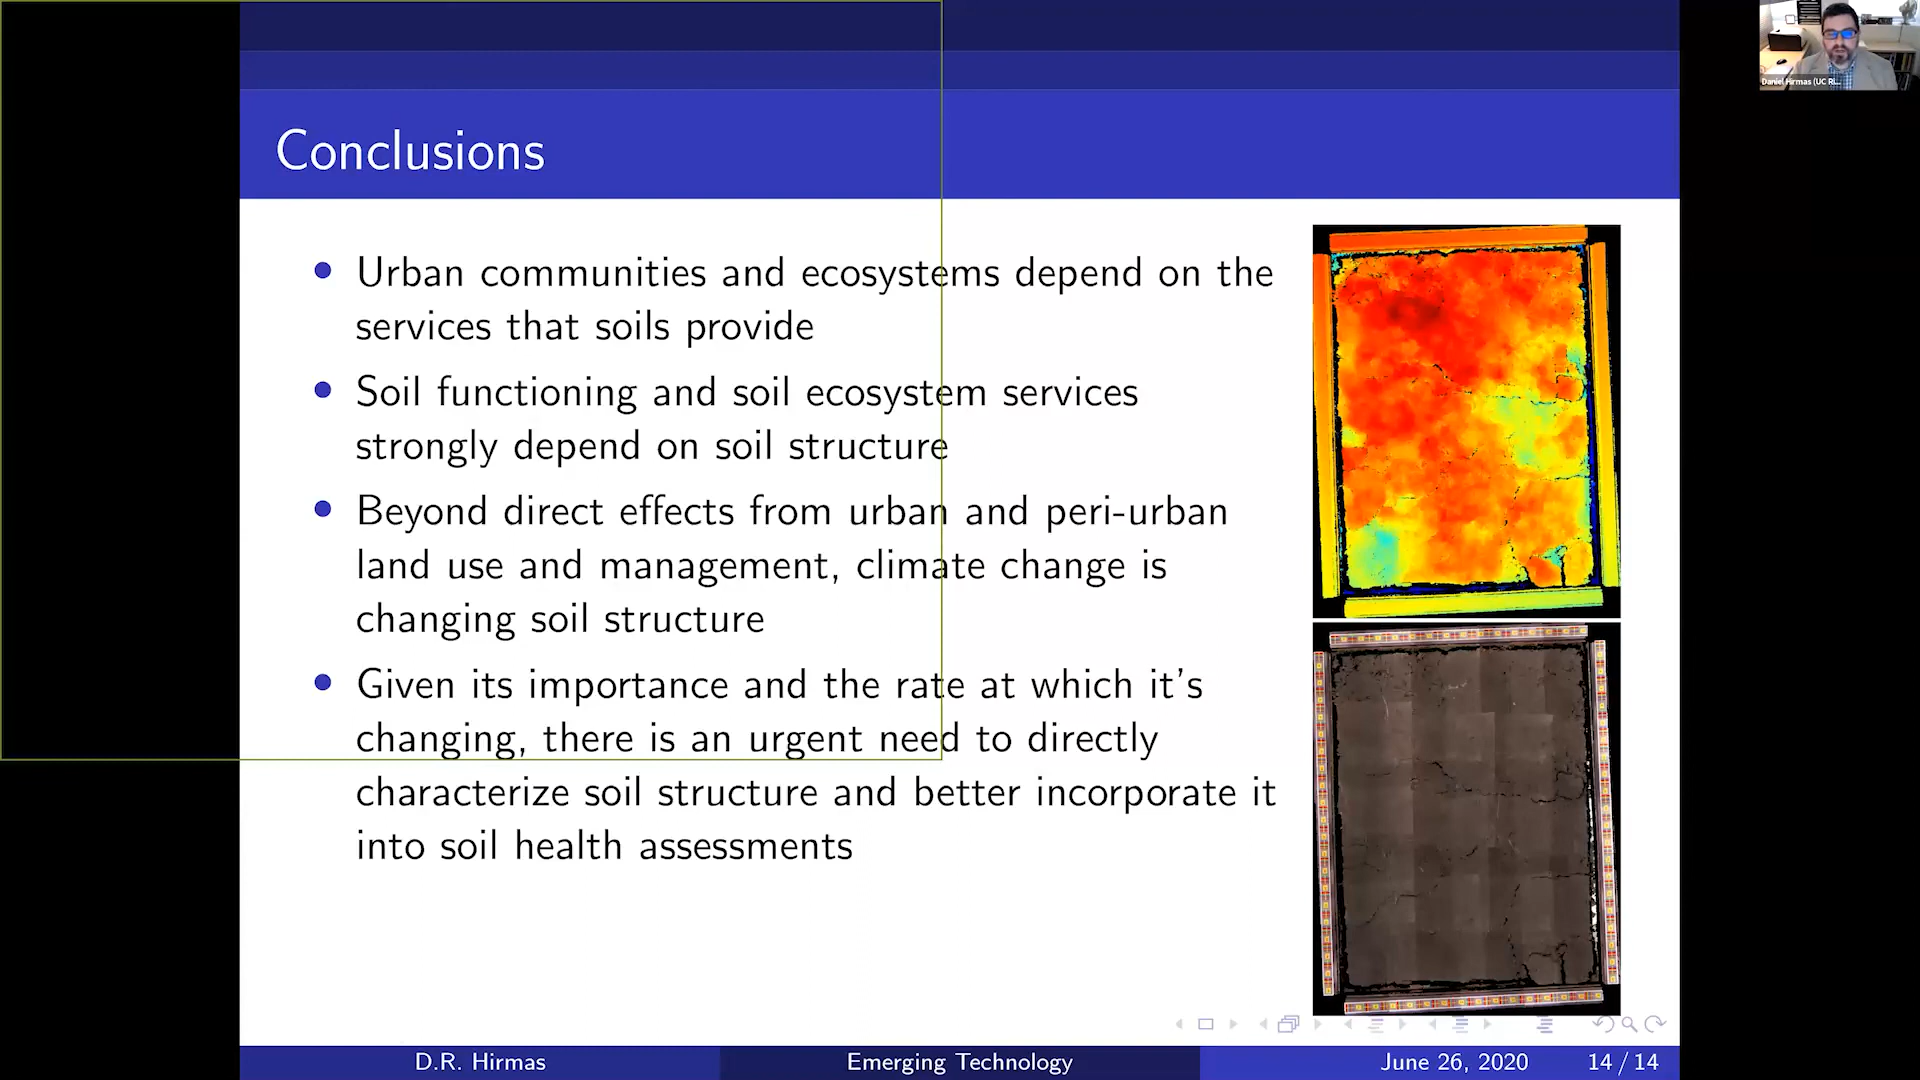 Daniel Hirmas (UC Ri...
Conclusions
Urban communities and ecosystems depend on the
services that soils provide
Soil functioning and soil ecosystem services
strongly depend on soil structure
Beyond direct effects from urban and peri-urban
land use and management, climate change is
changing soil structure
Given its importance and the rate at which it's
changing, there is an urgent need to directly
characterize soil structure and better incorporate it
into soil health assessments
D.R. Hirmas
Emerging Technology
June 26, 2020
14 / 14